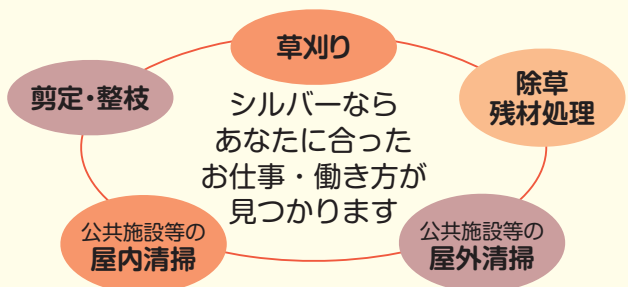 草刈り
剪定・整枝
除草
残材処理
シルバーなら
あなたに合った
お仕事・働き方が
見つかります
公共施設等の
屋内清掃
公共施設等の
屋外清掃